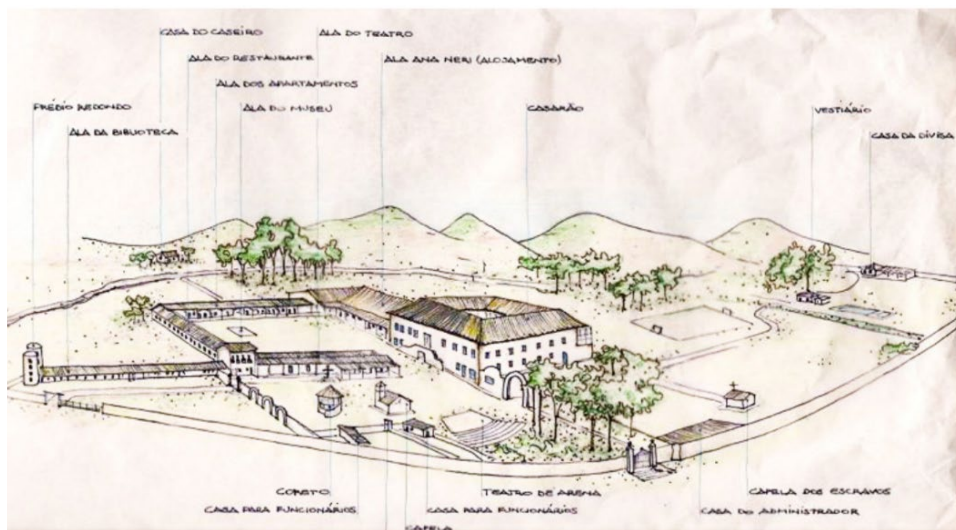 CASA DO CASEIRO
ALA DO TEATRO
ALA DO RESTAURANTE
ALA ANA NERI (ALOJAMENTO)
ALA DOS APARTAMENTOS
PRÉDIO REDONDO
ALA DO MUSEU
CASARÃO
VESTIÁRIO
ALA DA BIBLIOTECA
CASA DA DIVISA
CORETO
TEATRO DE ARENA
CAPELA DOS ESCRAVOS
CASA PARA FUNCIONÁRIOS
CASA PARA FUNCIONÁRIOS
CASA DO ADMINISTRADOR
CAPELA